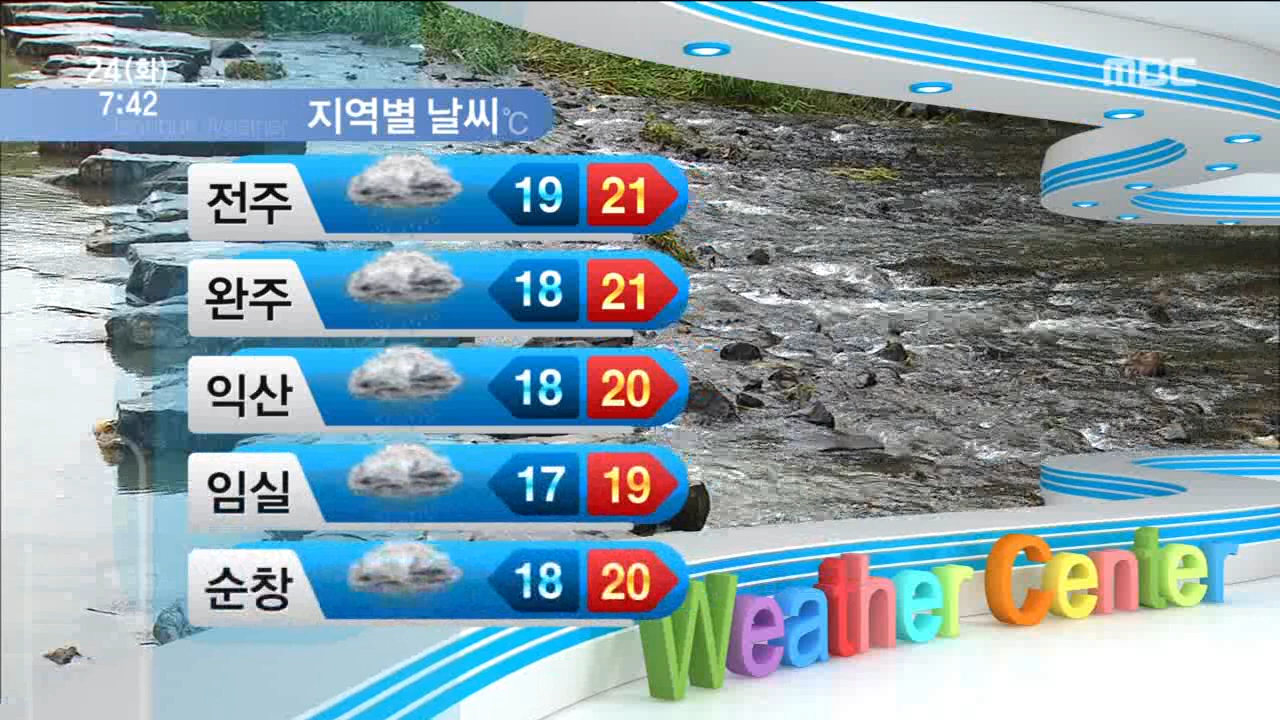 24(화)
7:42
지역별 날씨 ℃
MBC
전주 19 21
완주 18 21
익산 18 20
임실 17 19
순창 18 20
Weather Center